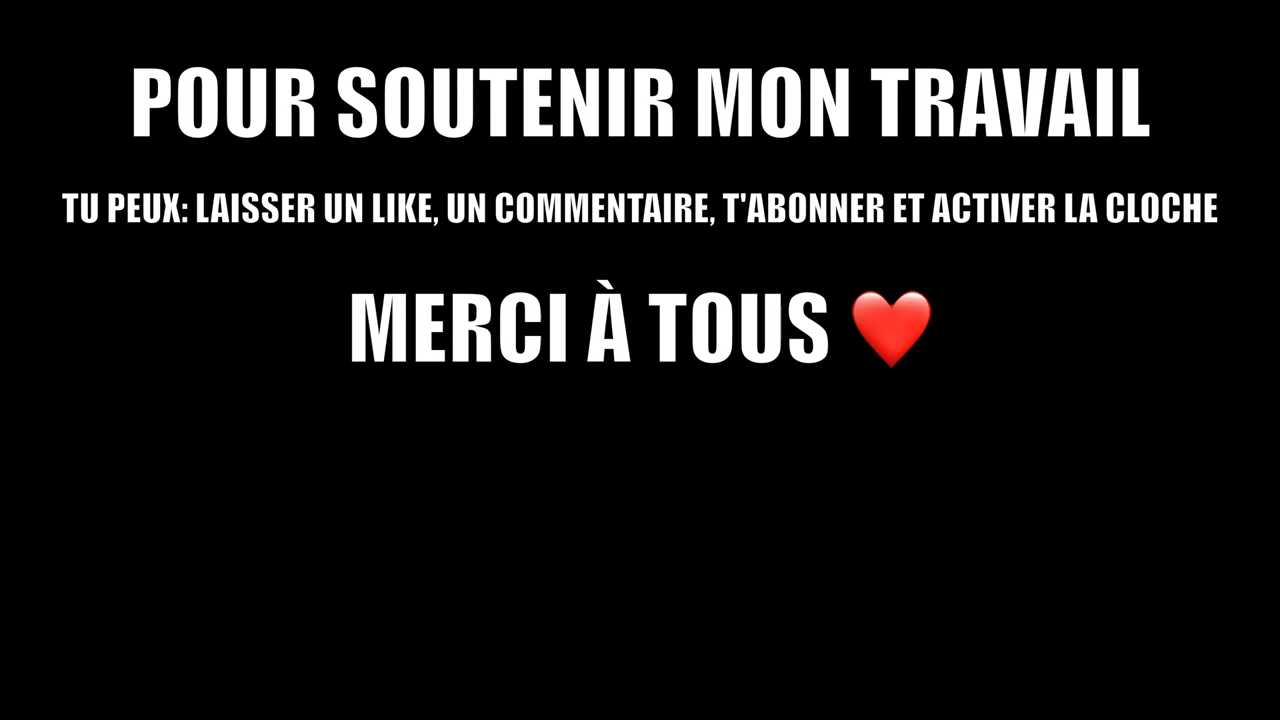 POUR SOUTENIR MON TRAVAIL
TU PEUX: LAISSER UN LIKE, UN COMMENTAIRE, T'ABONNER ET ACTIVER LA CLOCHE
MERCI À TOUS ❤️